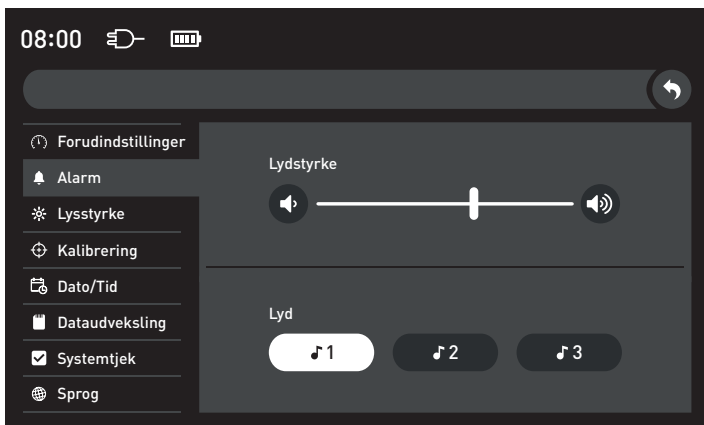 08:00
Forudindstillinger
Alarm
Lysstyrke
Kalibrering
Dato/Tid
Dataudveksling
Systemtjek
Sprog
Lydstyrke
Lyd
1
2
3